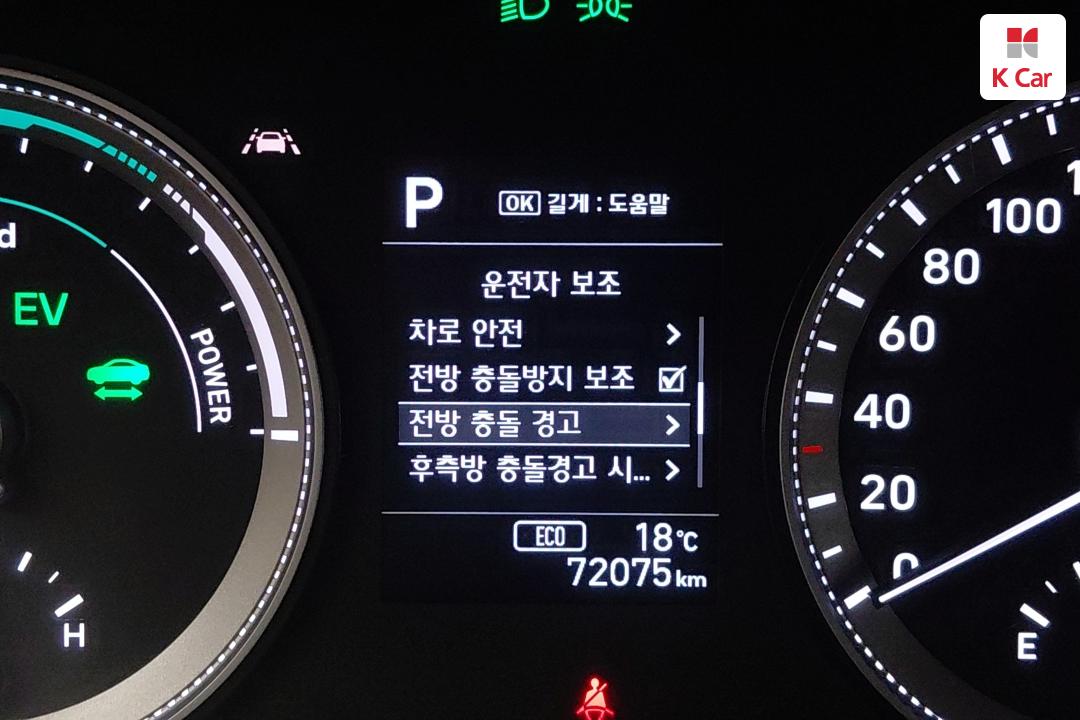 K Car
P
OK 길게 : 도움말
운전자 보조
차로 안전
전방 충돌방지 보조
전방 충돌 경고
후측방 충돌경고 시...
ECO 18°C
72075 km
EV
POWER
H
100
80
60
40
20
0
E